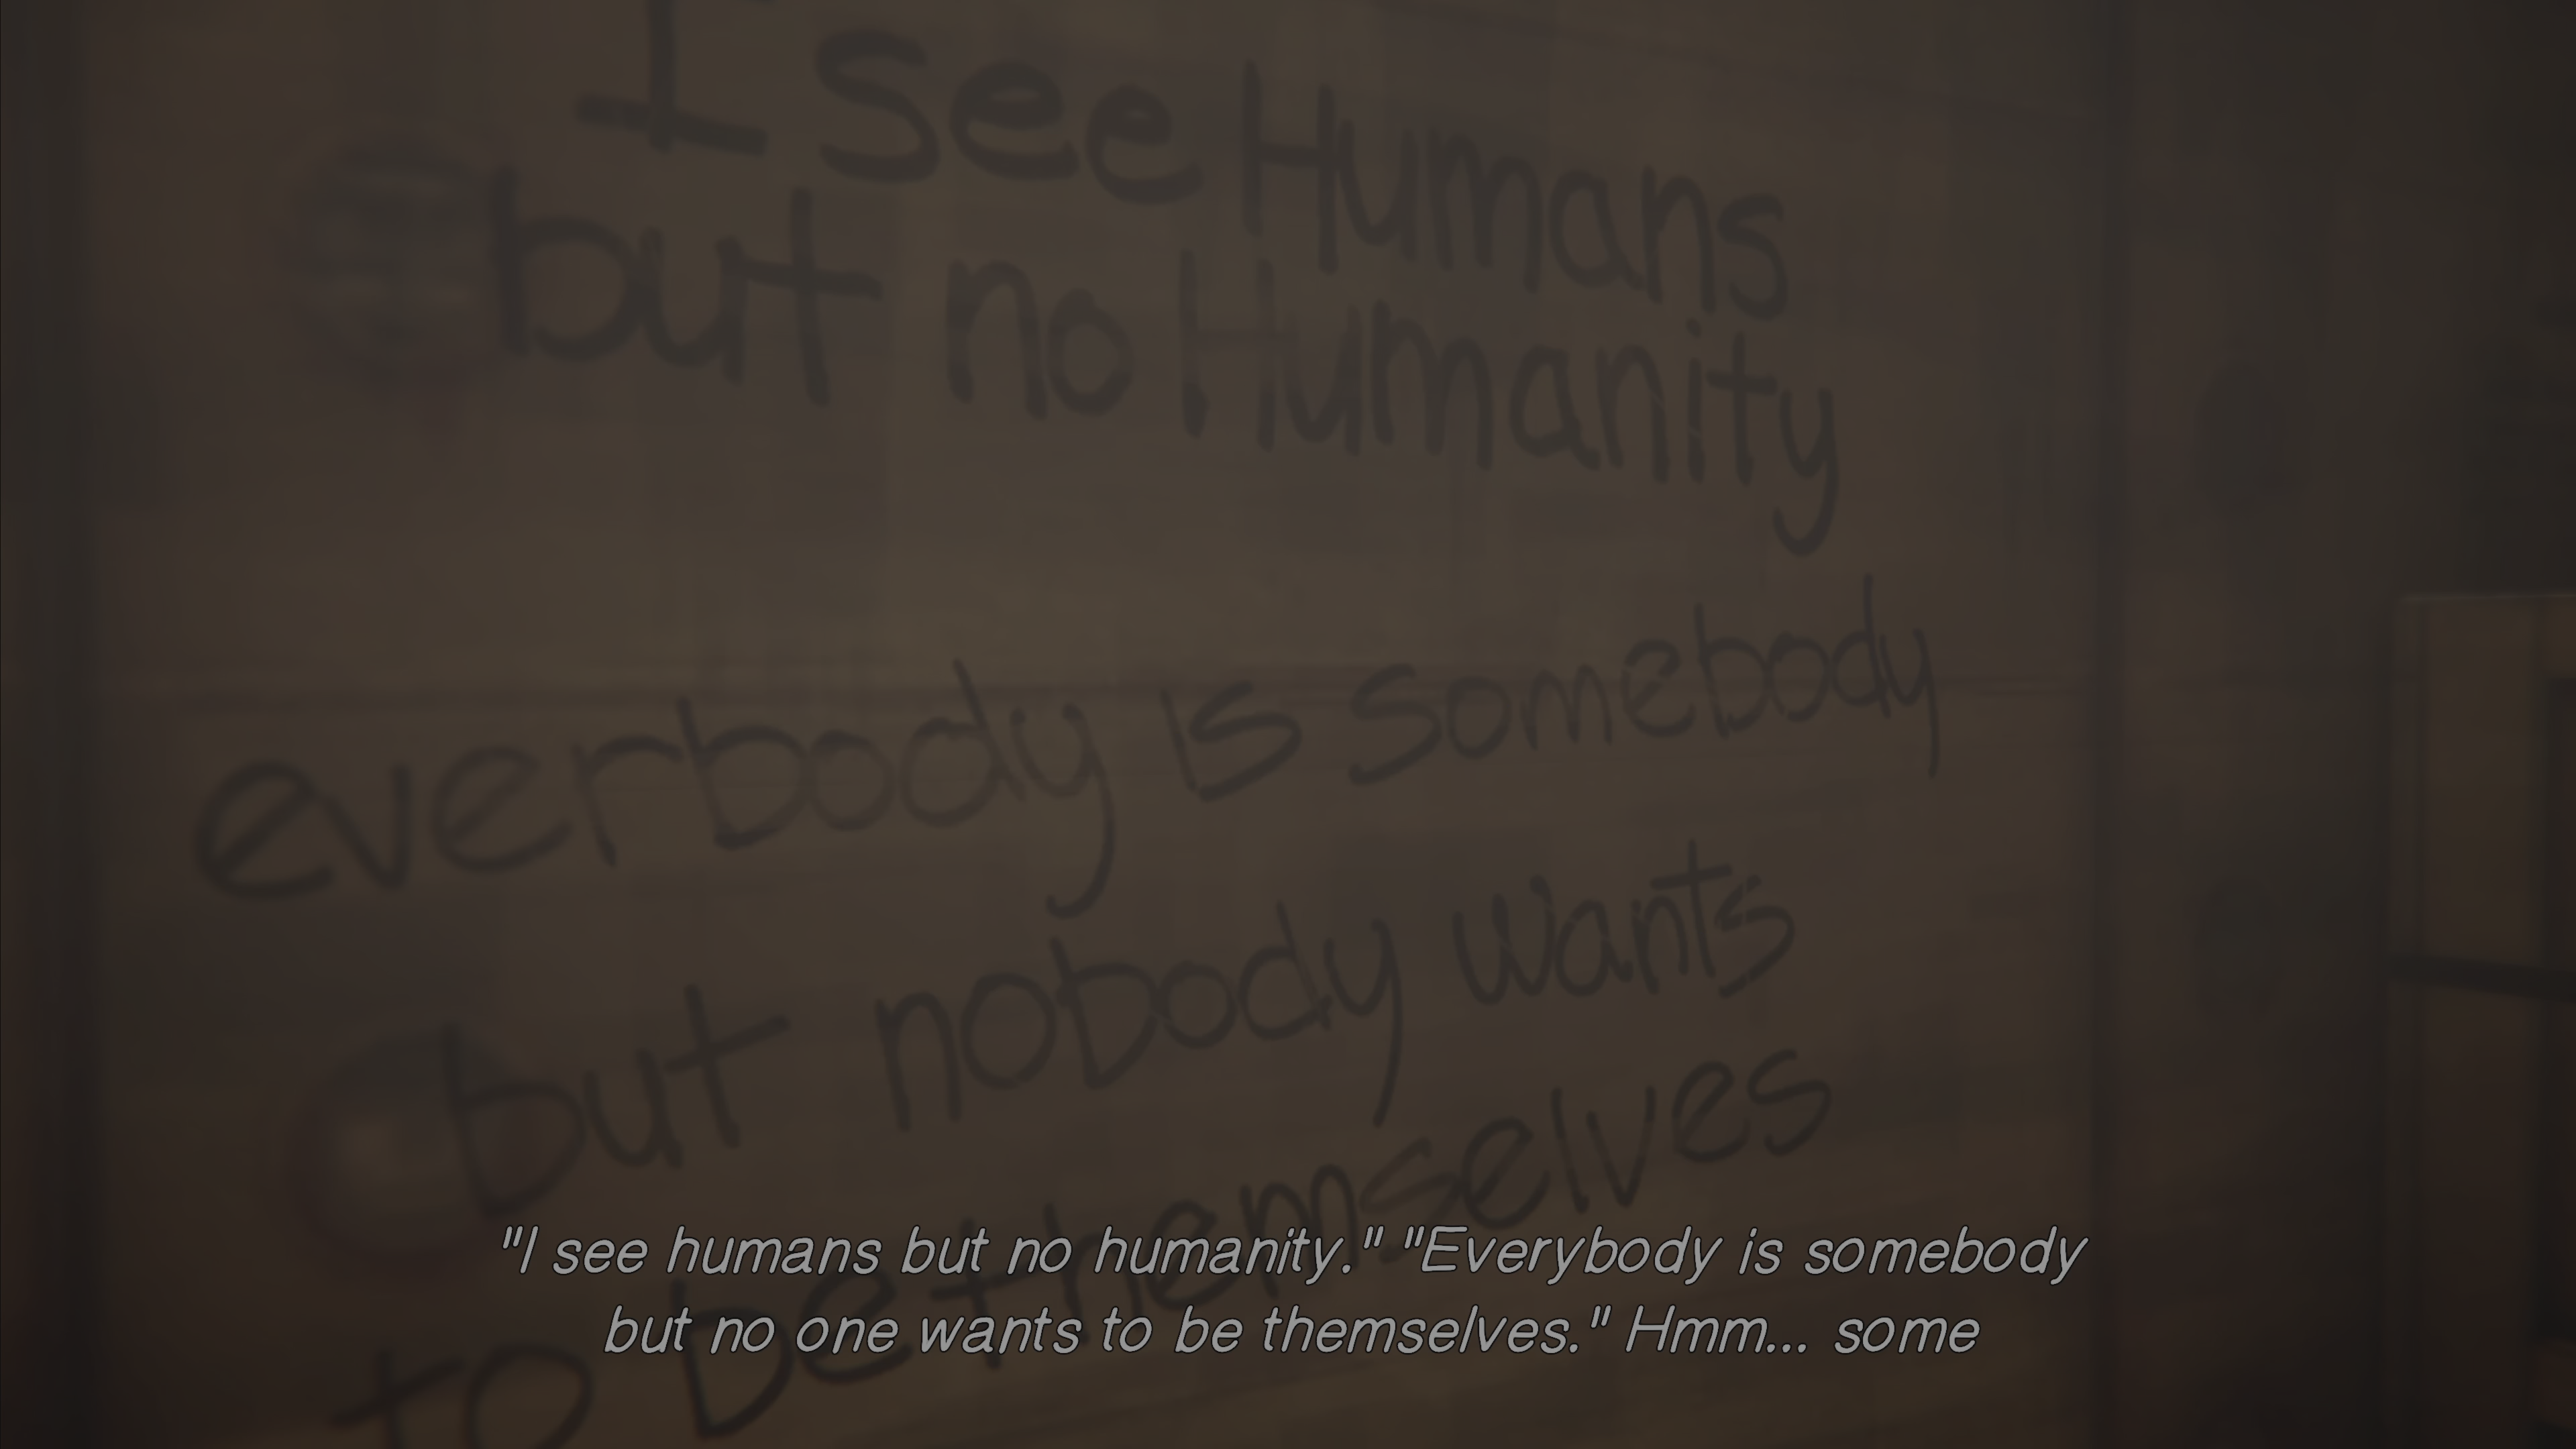 I see Humans
but no Humanity
everbody is somebody
but nobody wants
to be themselves
"I see humans but no humanity." "Everybody is somebody
but no one wants to be themselves." Hmm... some